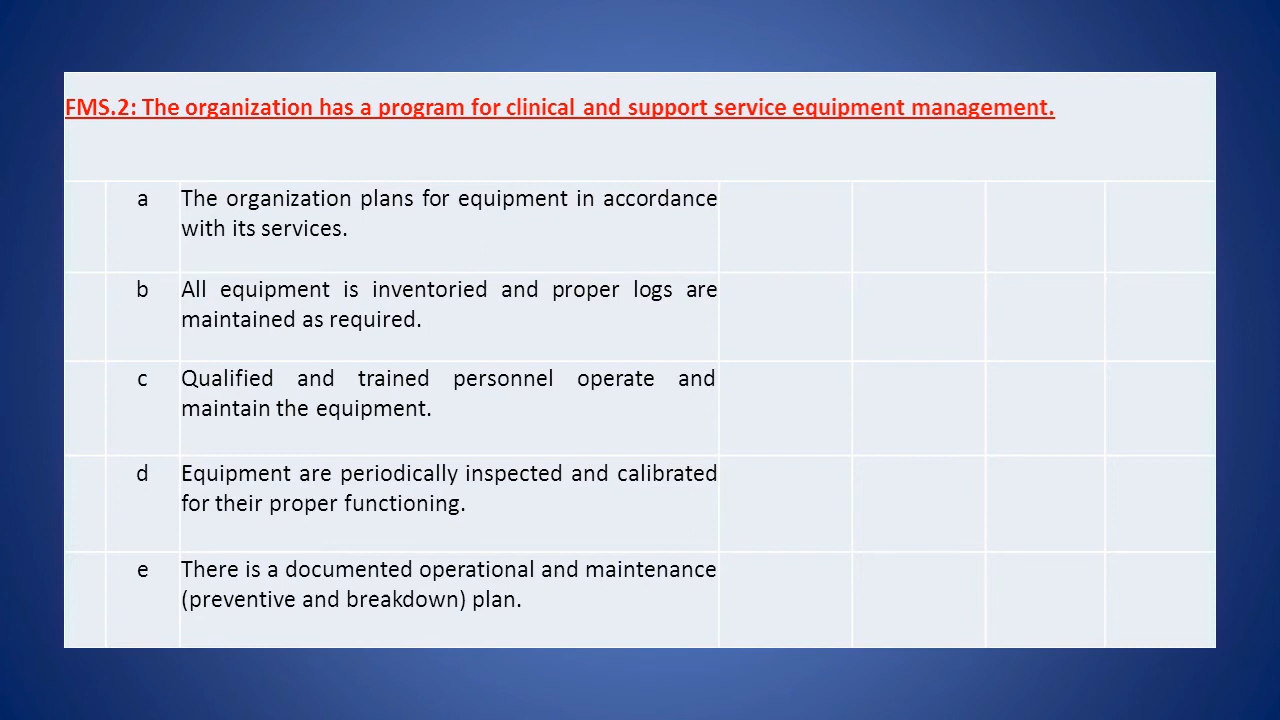 FMS.2: The organization has a program for clinical and support service equipment management.
a The organization plans for equipment in accordance
with its services.
b All equipment is inventoried and proper logs are
maintained as required.
c Qualified and trained personnel operate and
maintain the equipment.
d Equipment are periodically inspected and calibrated
for their proper functioning.
e There is a documented operational and maintenance
(preventive and breakdown) plan.